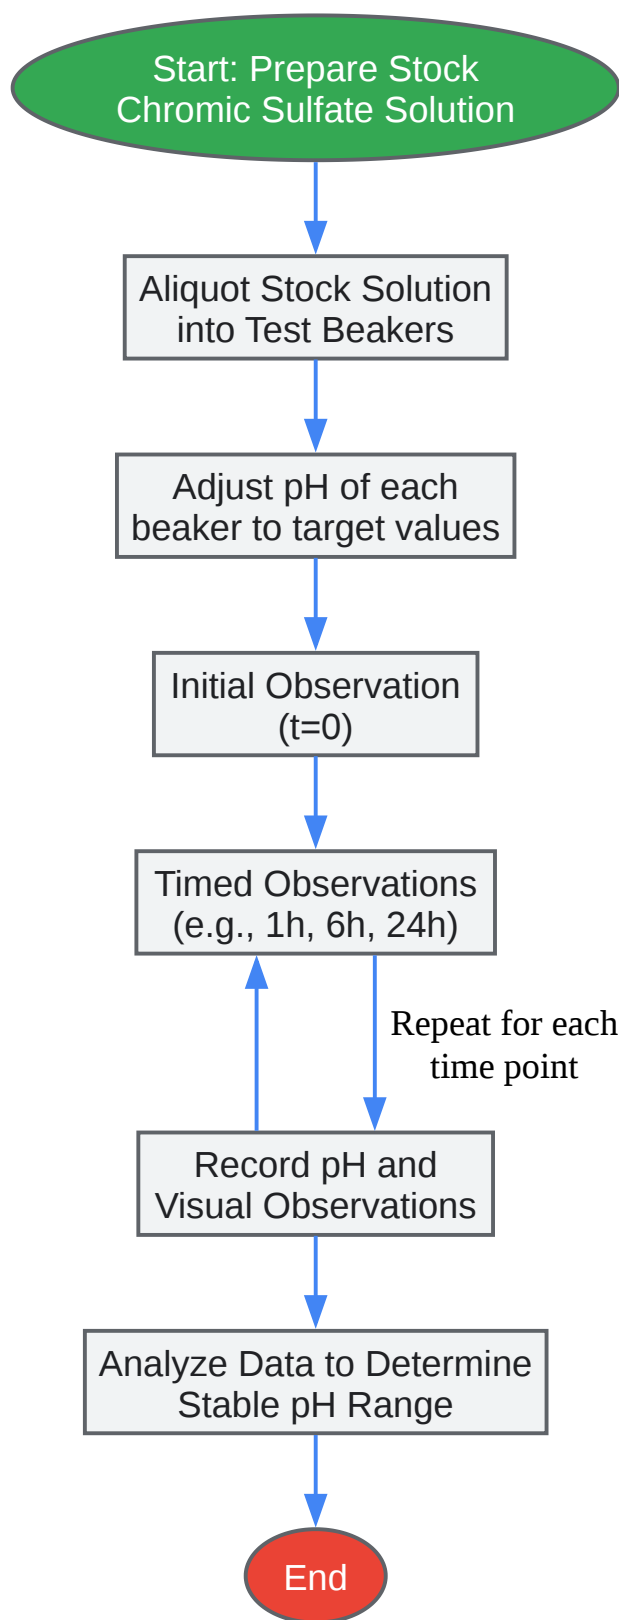 Start: Prepare Stock
Chromic Sulfate Solution
Aliquot Stock Solution
into Test Beakers
Adjust pH of each
beaker to target values
Initial Observation
(t=0)
Timed Observations
(e.g., 1h, 6h, 24h)
Repeat for each
time point
Record pH and
Visual Observations
Analyze Data to Determine
Stable pH Range
End